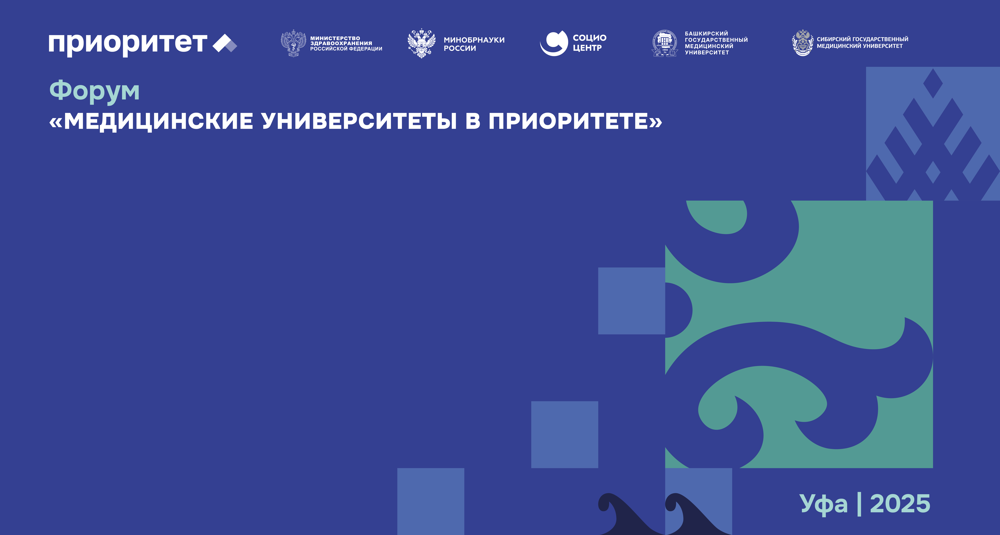 приоритет
МИНИСТЕРСТВО
ЗДРАВООХРАНЕНИЯ
РОССИЙСКОЙ ФЕДЕРАЦИИ
МИНОБРНАУКИ
РОССИИ
СОЦИО
ЦЕНТР
1932
БАШКИРСКИЙ
ГОСУДАРСТВЕННЫЙ
МЕДИЦИНСКИЙ
УНИВЕРСИТЕТ
СИБИРСКИЙ ГОСУДАРСТВЕННЫЙ
МЕДИЦИНСКИЙ УНИВЕРСИТЕТ
Форум
«МЕДИЦИНСКИЕ УНИВЕРСИТЕТЫ В ПРИОРИТЕТЕ»
Уфа | 2025